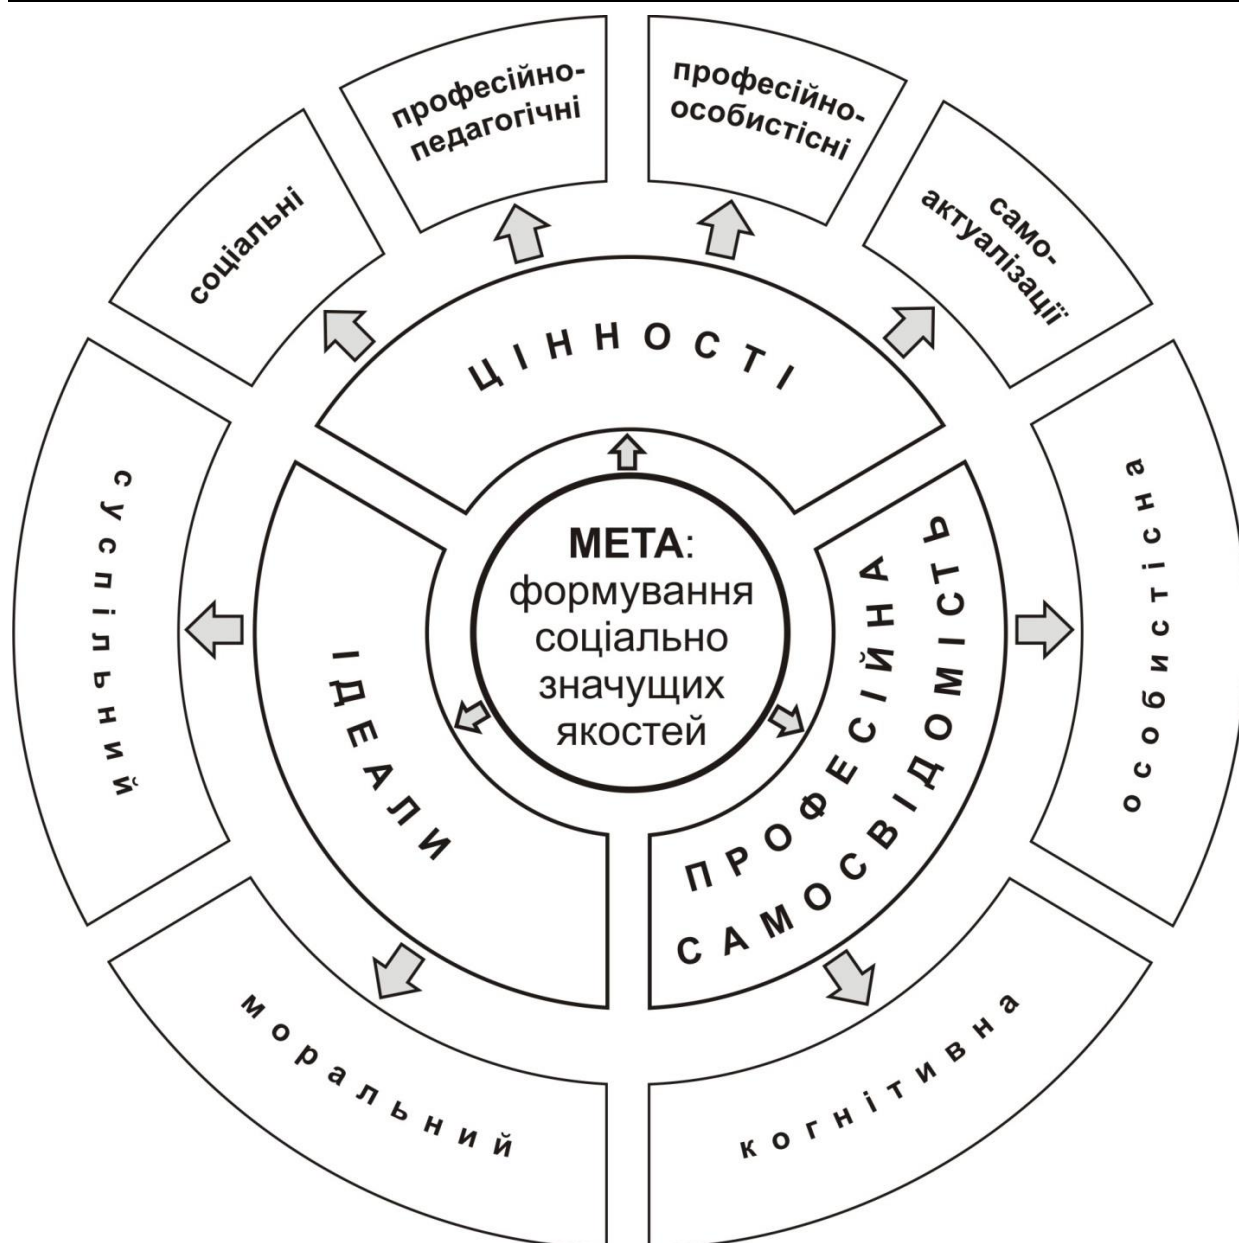 професійно-
педагогічні
професійно-
особистісні
соціальні
само-
актуалізації
ЦІННОСТІ
суспільний
особистісна
МЕТА:
формування
соціально
значущих
якостей
ІДЕАЛИ
ПРОФЕСІЙНА
САМОСВІДОМІСТЬ
моральний
когнітивна